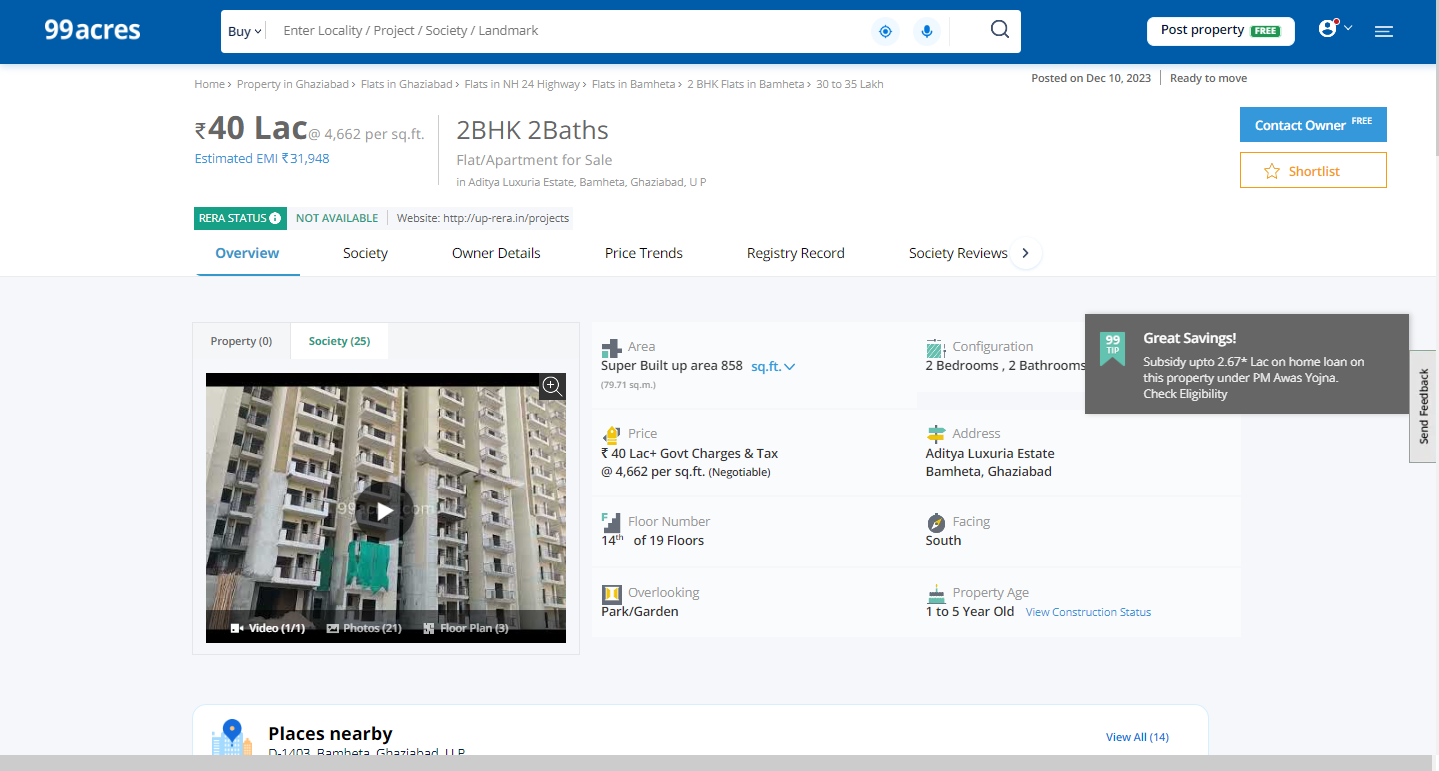 99acres
Buy
Enter Locality / Project / Society / Landmark
Post property FREE
Home › Property in Ghaziabad › Flats in Ghaziabad › Flats in NH 24 Highway › Flats in Bamheta › 2 BHK Flats in Bamheta › 30 to 35 Lakh
Posted on Dec 10, 2023 | Ready to move
₹40 Lac @ 4,662 per sq.ft.
Estimated EMI ₹31,948
2BHK 2Baths
Flat/Apartment for Sale
in Aditya Luxuria Estate, Bamheta, Ghaziabad, U P
Contact Owner FREE
Shortlist
RERA STATUS NOT AVAILABLE Website: http://up-rera.in/projects
Overview Society Owner Details Price Trends Registry Record Society Reviews
Property (0) Society (25)
99acres.com
Video (1/1) Photos (21) Floor Plan (3)
Area
Super Built up area 858 sq.ft.
(79.71 sq.m.)
Configuration
2 Bedrooms , 2 Bathrooms
Price
₹ 40 Lac+ Govt Charges & Tax
@ 4,662 per sq.ft. (Negotiable)
Address
Aditya Luxuria Estate
Bamheta, Ghaziabad
Floor Number
14th of 19 Floors
Facing
South
Overlooking
Park/Garden
Property Age
1 to 5 Year Old View Construction Status
99 TIP
Great Savings!
Subsidy upto 2.67* Lac on home loan on
this property under PM Awas Yojna.
Check Eligibility
Send Feedback
Places nearby
D-1403, Bamheta, Ghaziabad, U P
View All (14)